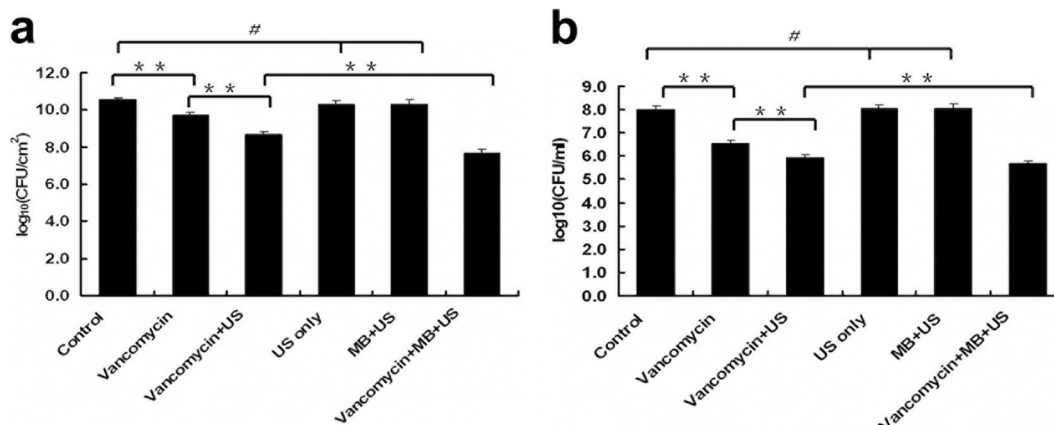 a
#
* *
* *
* *
12.0
10.0
8.0
6.0
4.0
2.0
0.0
log₁₀(CFU/cm²)
Control
Vancomycin
Vancomycin+US
US only
MB+US
Vancomycin+MB+US
b
#
* *
* *
* *
9.0
8.0
7.0
6.0
5.0
4.0
3.0
2.0
1.0
0.0
log10(CFU/ml)
Control
Vancomycin
Vancomycin+US
US only
MB+US
Vancomycin+MB+US